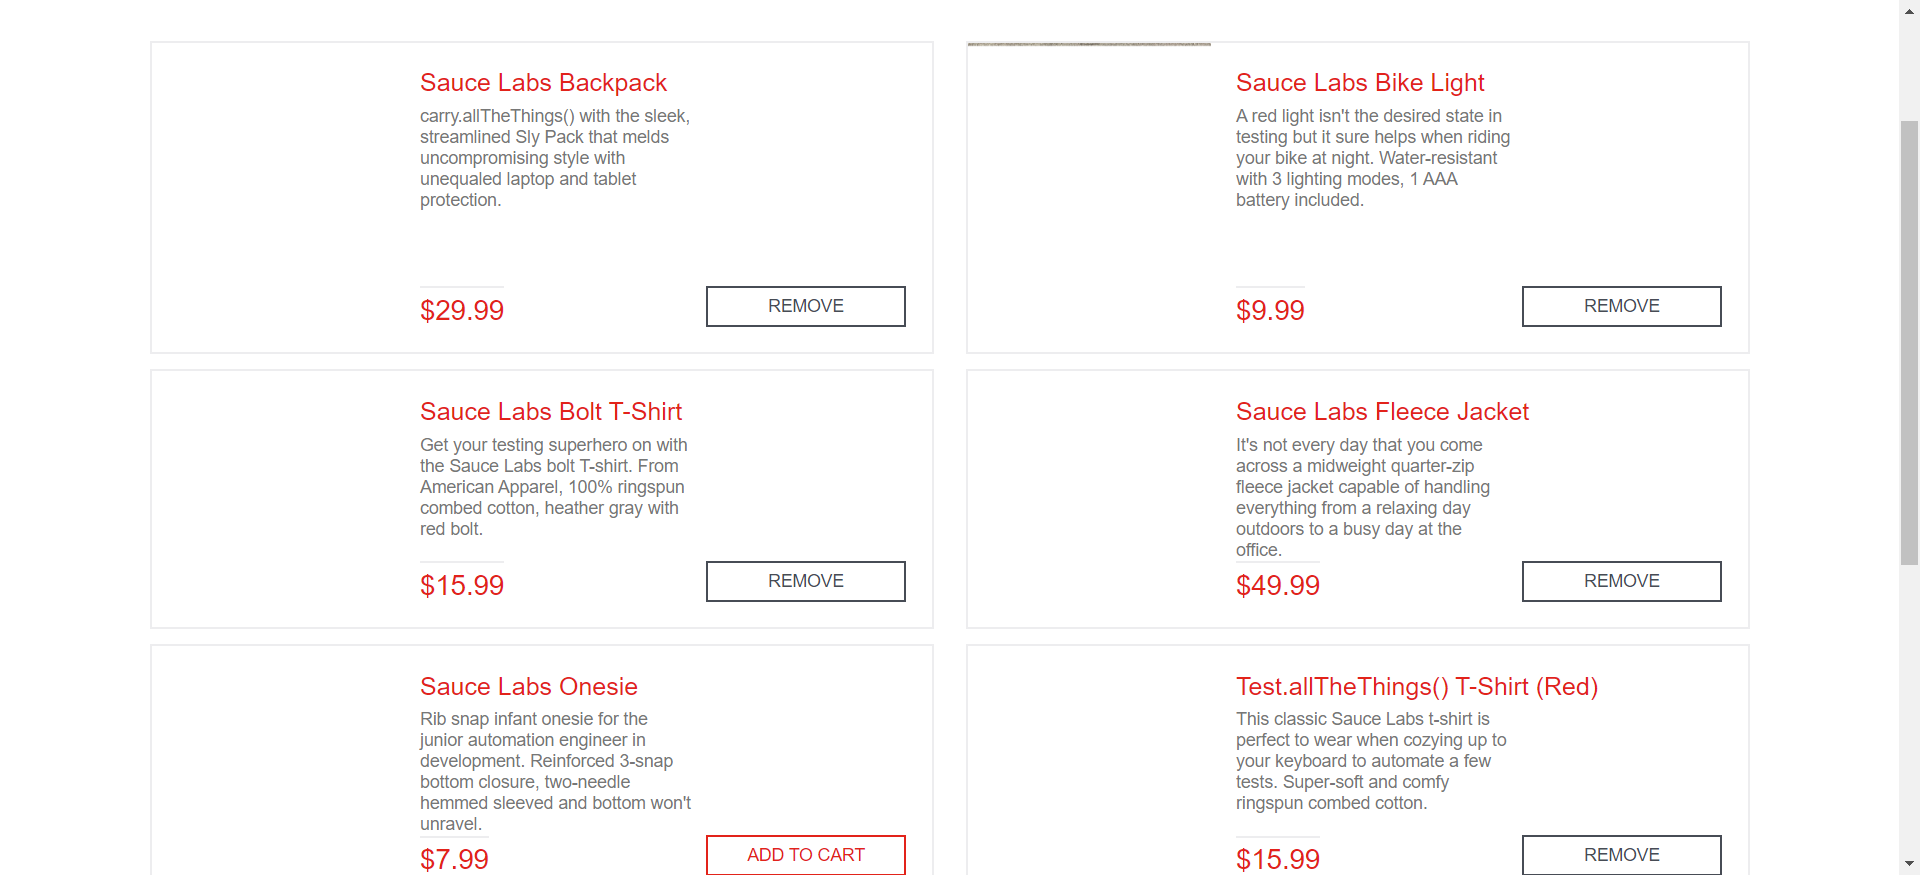 Sauce Labs Backpack
carry.allTheThings() with the sleek,
streamlined Sly Pack that melds
uncompromising style with
unequaled laptop and tablet
protection.
$29.99
REMOVE
Sauce Labs Bike Light
A red light isn't the desired state in
testing but it sure helps when riding
your bike at night. Water-resistant
with 3 lighting modes, 1 AAA
battery included.
$9.99
REMOVE
Sauce Labs Bolt T-Shirt
Get your testing superhero on with
the Sauce Labs bolt T-shirt. From
American Apparel, 100% ringspun
combed cotton, heather gray with
red bolt.
$15.99
REMOVE
Sauce Labs Fleece Jacket
It's not every day that you come
across a midweight quarter-zip
fleece jacket capable of handling
everything from a relaxing day
outdoors to a busy day at the
office.
$49.99
REMOVE
Sauce Labs Onesie
Rib snap infant onesie for the
junior automation engineer in
development. Reinforced 3-snap
bottom closure, two-needle
hemmed sleeved and bottom won't
unravel.
$7.99
ADD TO CART
Test.allTheThings() T-Shirt (Red)
This classic Sauce Labs t-shirt is
perfect to wear when cozying up to
your keyboard to automate a few
tests. Super-soft and comfy
ringspun combed cotton.
$15.99
REMOVE